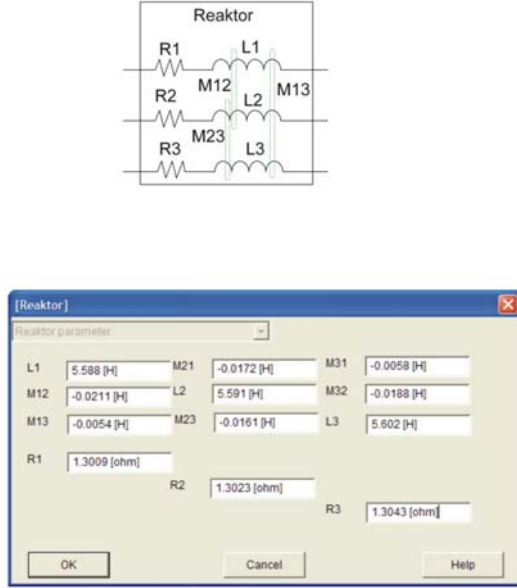 Reaktor
R1 L1
M12 M13
R2 L2
M23
R3 L3
[Reaktor]
Reaktor parameter
L1 5.588 [H] M21 -0.0172 [H] M31 -0.0058 [H]
M12 -0.0211 [H] L2 5.591 [H] M32 -0.0188 [H]
M13 -0.0054 [H] M23 -0.0161 [H] L3 5.602 [H]
R1 1.3009 [ohm]
R2 1.3023 [ohm]
R3 1.3043 [ohm]
OK Cancel Help